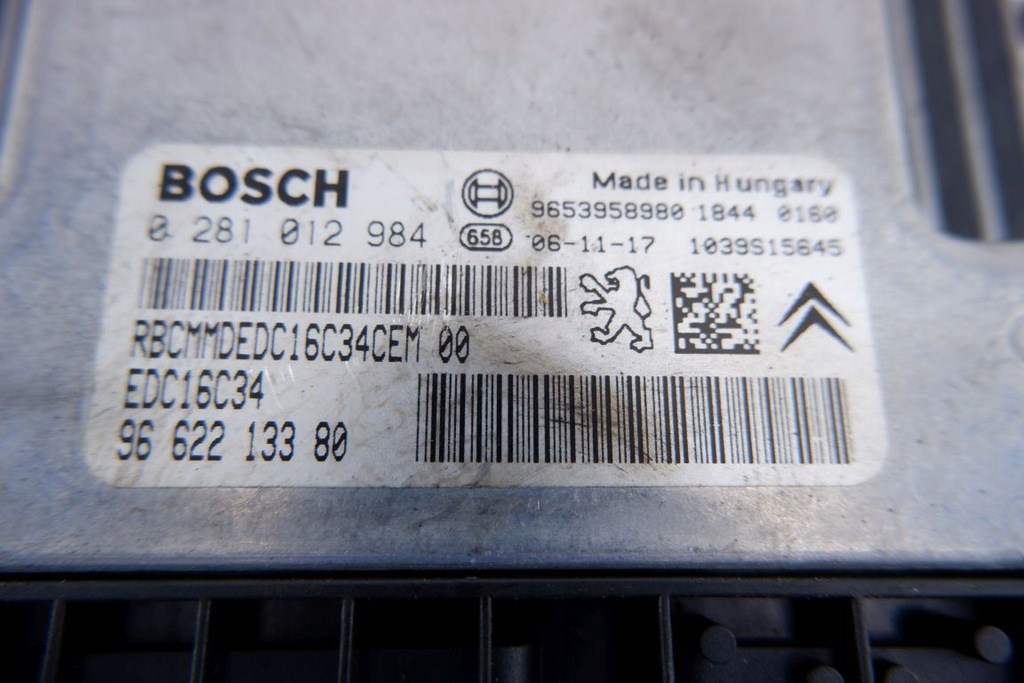 BOSCH
Made in Hungary
9653958980 1844 0160
0 281 012 984
658 06-11-17 1039S15645
RBCMMDEDC16C34CEM 00
EDC16C34
96 622 133 80